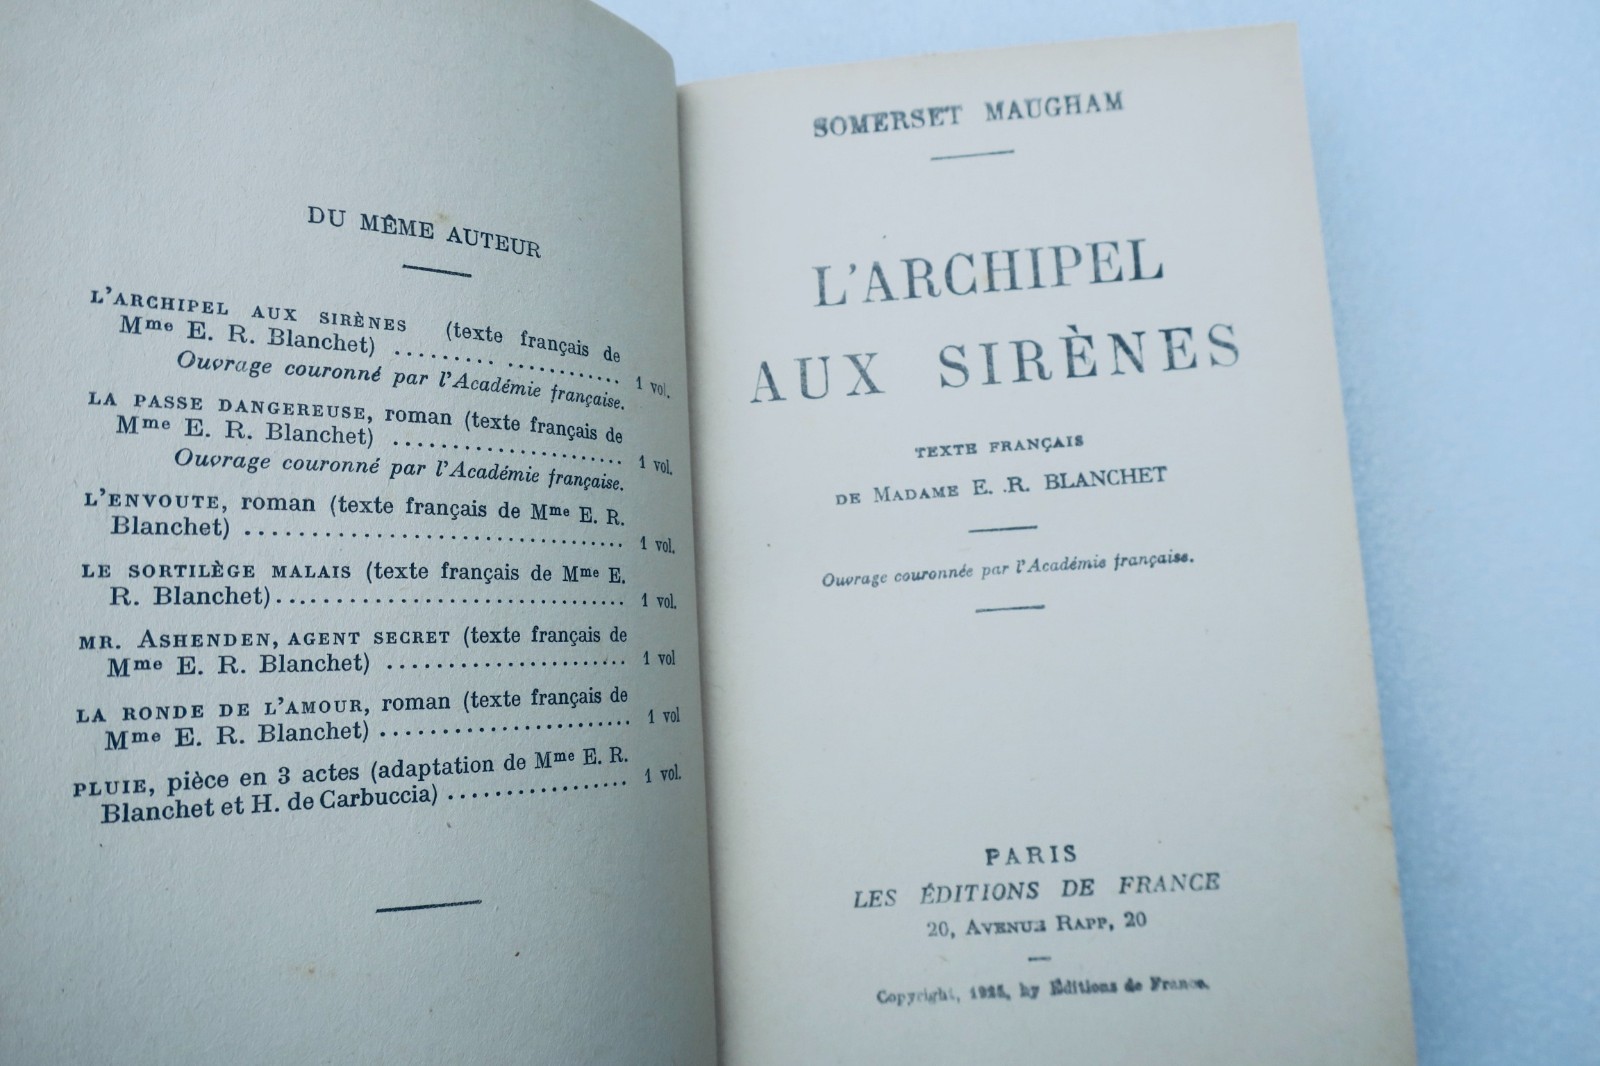 DU MÊME AUTEUR
L'ARCHIPEL AUX SIRÈNES (texte français de
Mme E. R. Blanchet) .................... 1 vol.
Ouvrage couronné par l'Académie française.
LA PASSE DANGEREUSE, roman (texte français de
Mme E. R. Blanchet) .................... 1 vol.
Ouvrage couronné par l'Académie française.
L'ENVOUTE, roman (texte français de Mme E. R.
Blanchet) .................... 1 vol.
LE SORTILÈGE MALAIS (texte français de Mme E.
R. Blanchet).................... 1 vol.
MR. ASHENDEN, AGENT SECRET (texte français de
Mme E. R. Blanchet) .................... 1 vol
LA RONDE DE L'AMOUR, roman (texte français de
Mme E. R. Blanchet) .................... 1 vol
PLUIE, pièce en 3 actes (adaptation de Mme E. R.
Blanchet et H. de Carbuccia) .................... 1 vol.
SOMERSET MAUGHAM
L'ARCHIPEL
AUX SIRÈNES
TEXTE FRANÇAIS
DE MADAME E. R. BLANCHET
Ouvrage couronnée par l'Académie française.
PARIS
LES ÉDITIONS DE FRANCE
20, AVENUE RAPP, 20
Copyright, 1925, by Éditions de France.